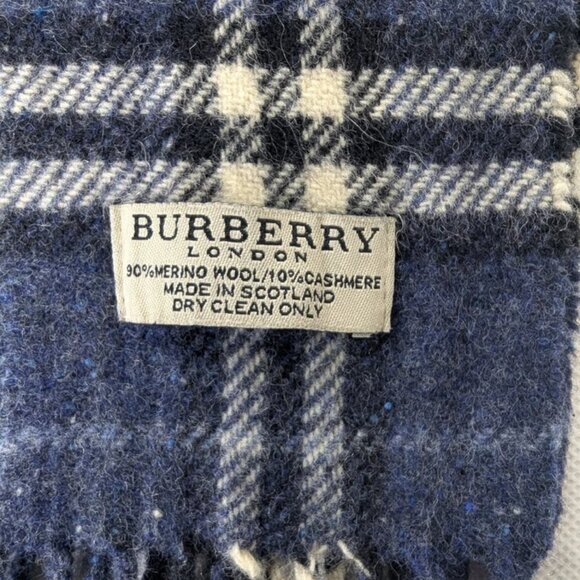 BURBERRY
LONDON
90%MERINO WOOL/10%CASHMERE
MADE IN SCOTLAND
DRY CLEAN ONLY